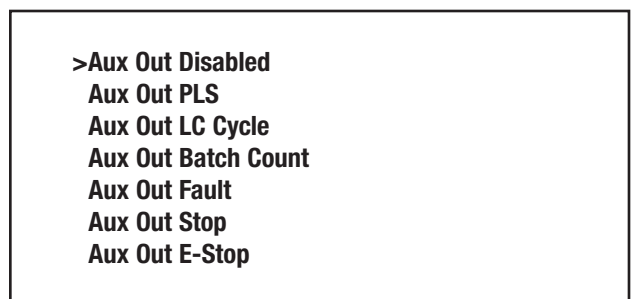 >Aux Out Disabled
Aux Out PLS
Aux Out LC Cycle
Aux Out Batch Count
Aux Out Fault
Aux Out Stop
Aux Out E-Stop